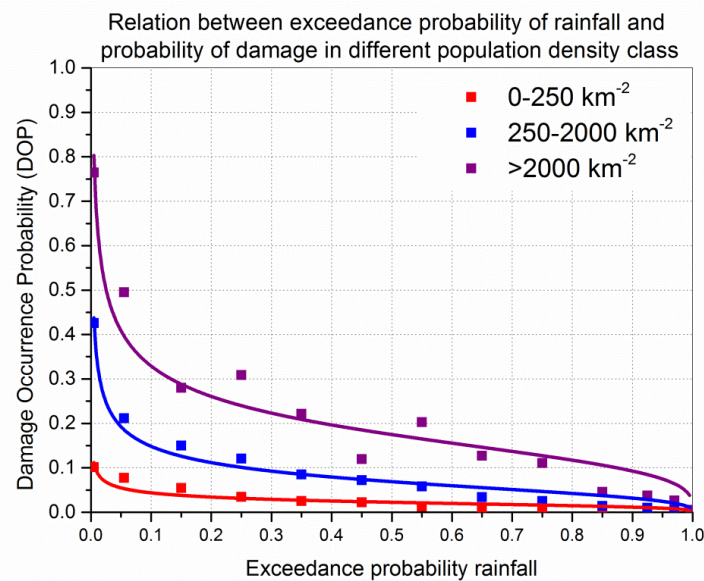 Relation between exceedance probability of rainfall and
probability of damage in different population density class
1.0
0.9
0.8
0.7
0.6
0.5
0.4
0.3
0.2
0.1
0.0
Damage Occurrence Probability (DOP)
0-250 km⁻²
250-2000 km⁻²
>2000 km⁻²
0.0 0.1 0.2 0.3 0.4 0.5 0.6 0.7 0.8 0.9 1.0
Exceedance probability rainfall